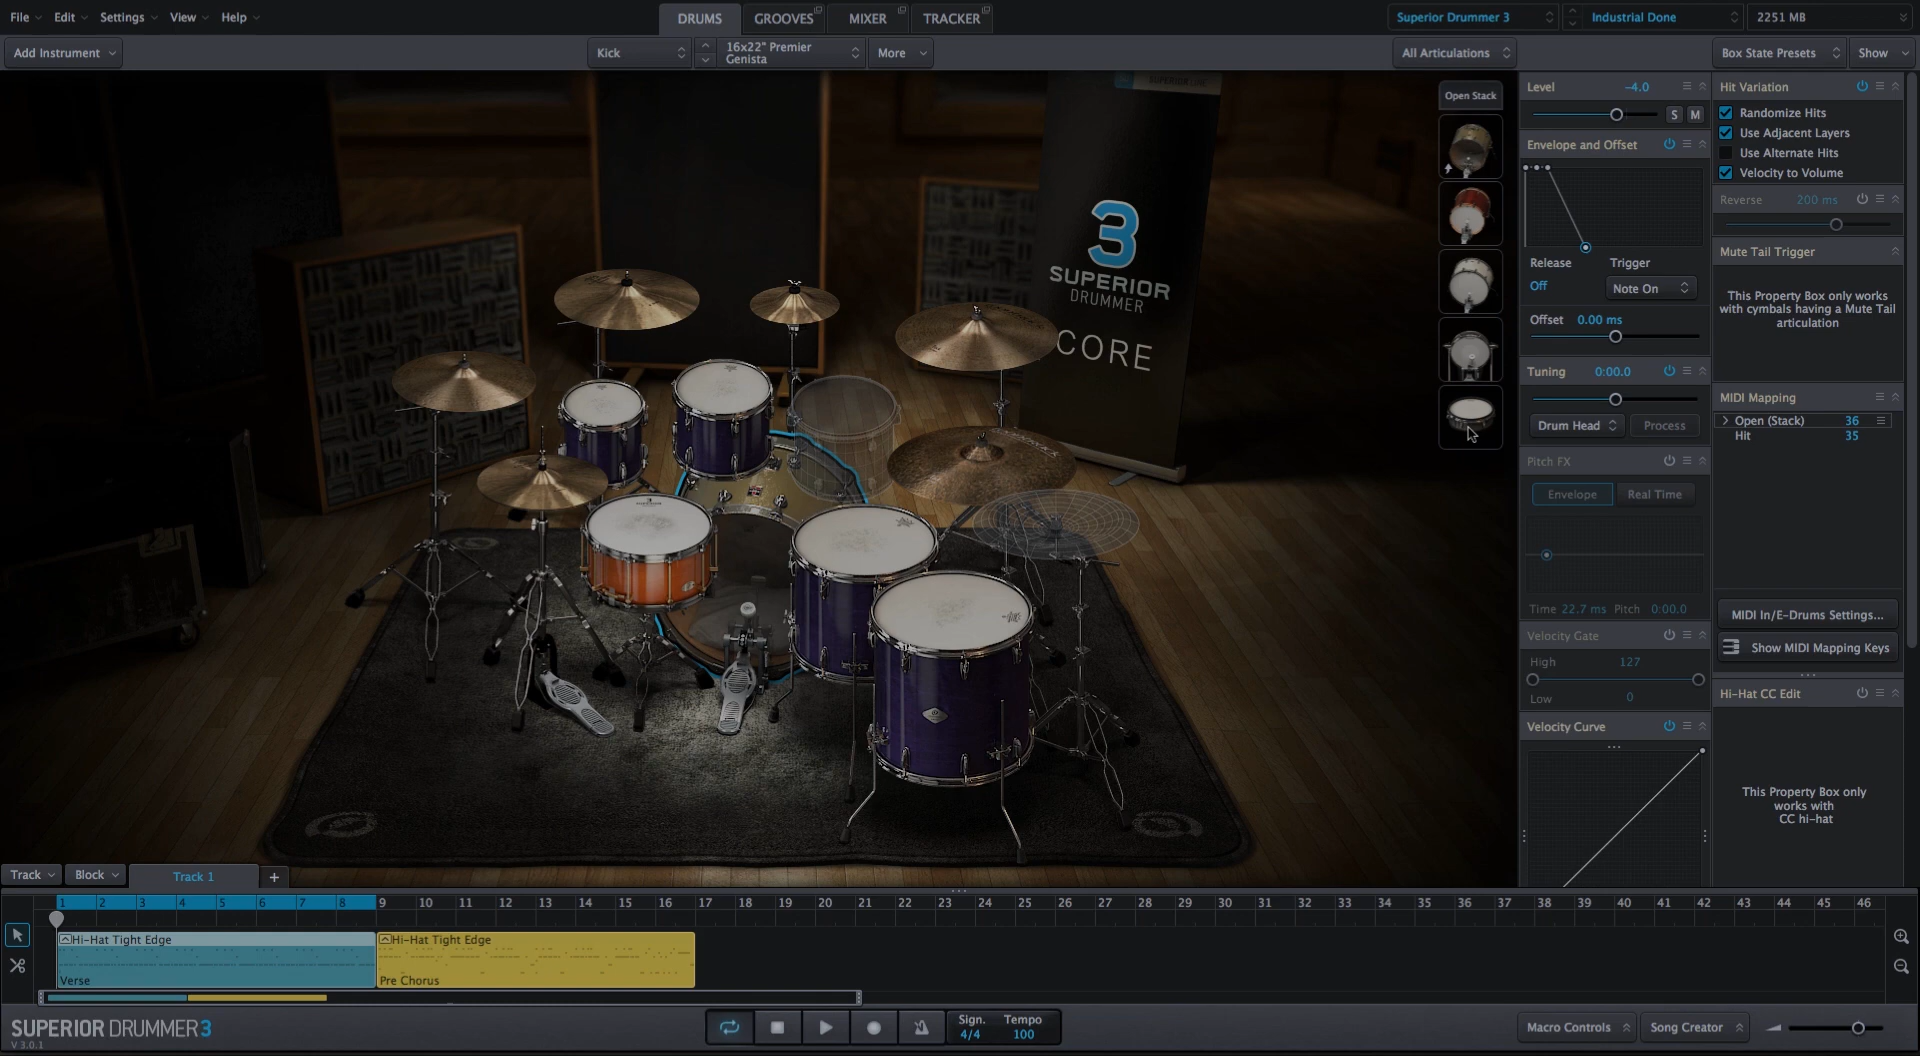 File Edit Settings View Help
DRUMS GROOVES MIXER TRACKER
Superior Drummer 3 Industrial Done 2251 MB
Add Instrument Kick 16x22" Premier Genista More All Articulations Box State Presets Show
Open Stack
SUPERIOR LINE
3
SUPERIOR
DRUMMER
CORE
Level -4.0
S M
Envelope and Offset
Release Trigger
Off Note On
Offset 0.00 ms
Tuning 0:00.0
Drum Head Process
Pitch FX
Envelope Real Time
Time 22.7 ms Pitch 0:00.0
Velocity Gate
High 127
Low 0
Velocity Curve
Hit Variation
Randomize Hits
Use Adjacent Layers
Use Alternate Hits
Velocity to Volume
Reverse 200 ms
Mute Tail Trigger
This Property Box only works
with cymbals having a Mute Tail
articulation
MIDI Mapping
Open (Stack) 36
Hit 35
MIDI In/E-Drums Settings...
Show MIDI Mapping Keys
Hi-Hat CC Edit
This Property Box only
works with
CC hi-hat
Track Block Track 1 +
1 2 3 4 5 6 7 8 9 10 11 12 13 14 15 16 17 18 19 20 21 22 23 24 25 26 27 28 29 30 31 32 33 34 35 36 37 38 39 40 41 42 43 44 45 46
Hi-Hat Tight Edge Hi-Hat Tight Edge
Verse Pre Chorus
SUPERIOR DRUMMER 3
V 3.0.1
Sign. Tempo
4/4 100
Macro Controls Song Creator